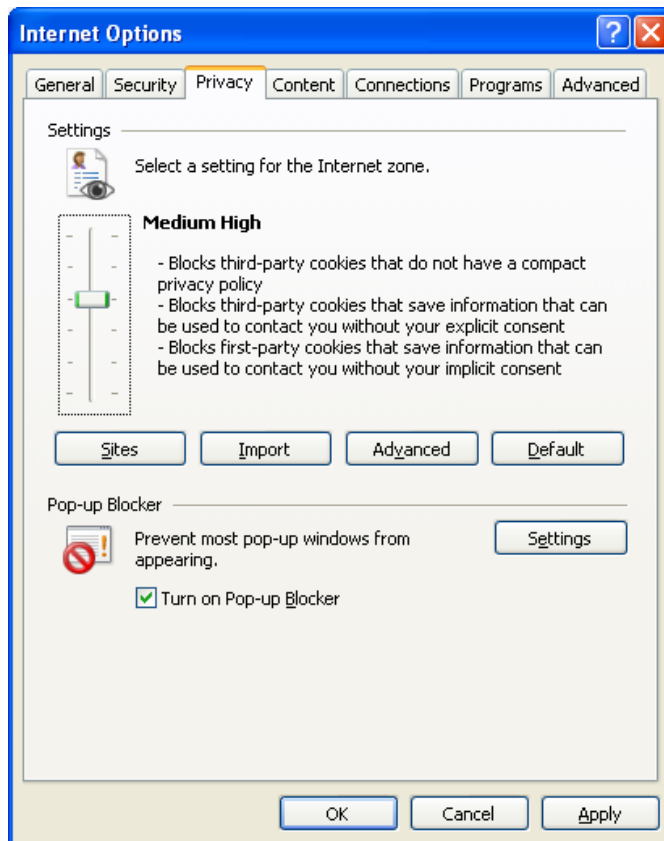 Internet Options
?
General Security Privacy Content Connections Programs Advanced
Settings
Select a setting for the Internet zone.
Medium High
- Blocks third-party cookies that do not have a compact
privacy policy
- Blocks third-party cookies that save information that can
be used to contact you without your explicit consent
- Blocks first-party cookies that save information that can
be used to contact you without your implicit consent
Sites Import Advanced Default
Pop-up Blocker
Prevent most pop-up windows from
appearing.
Settings
Turn on Pop-up Blocker
OK Cancel Apply